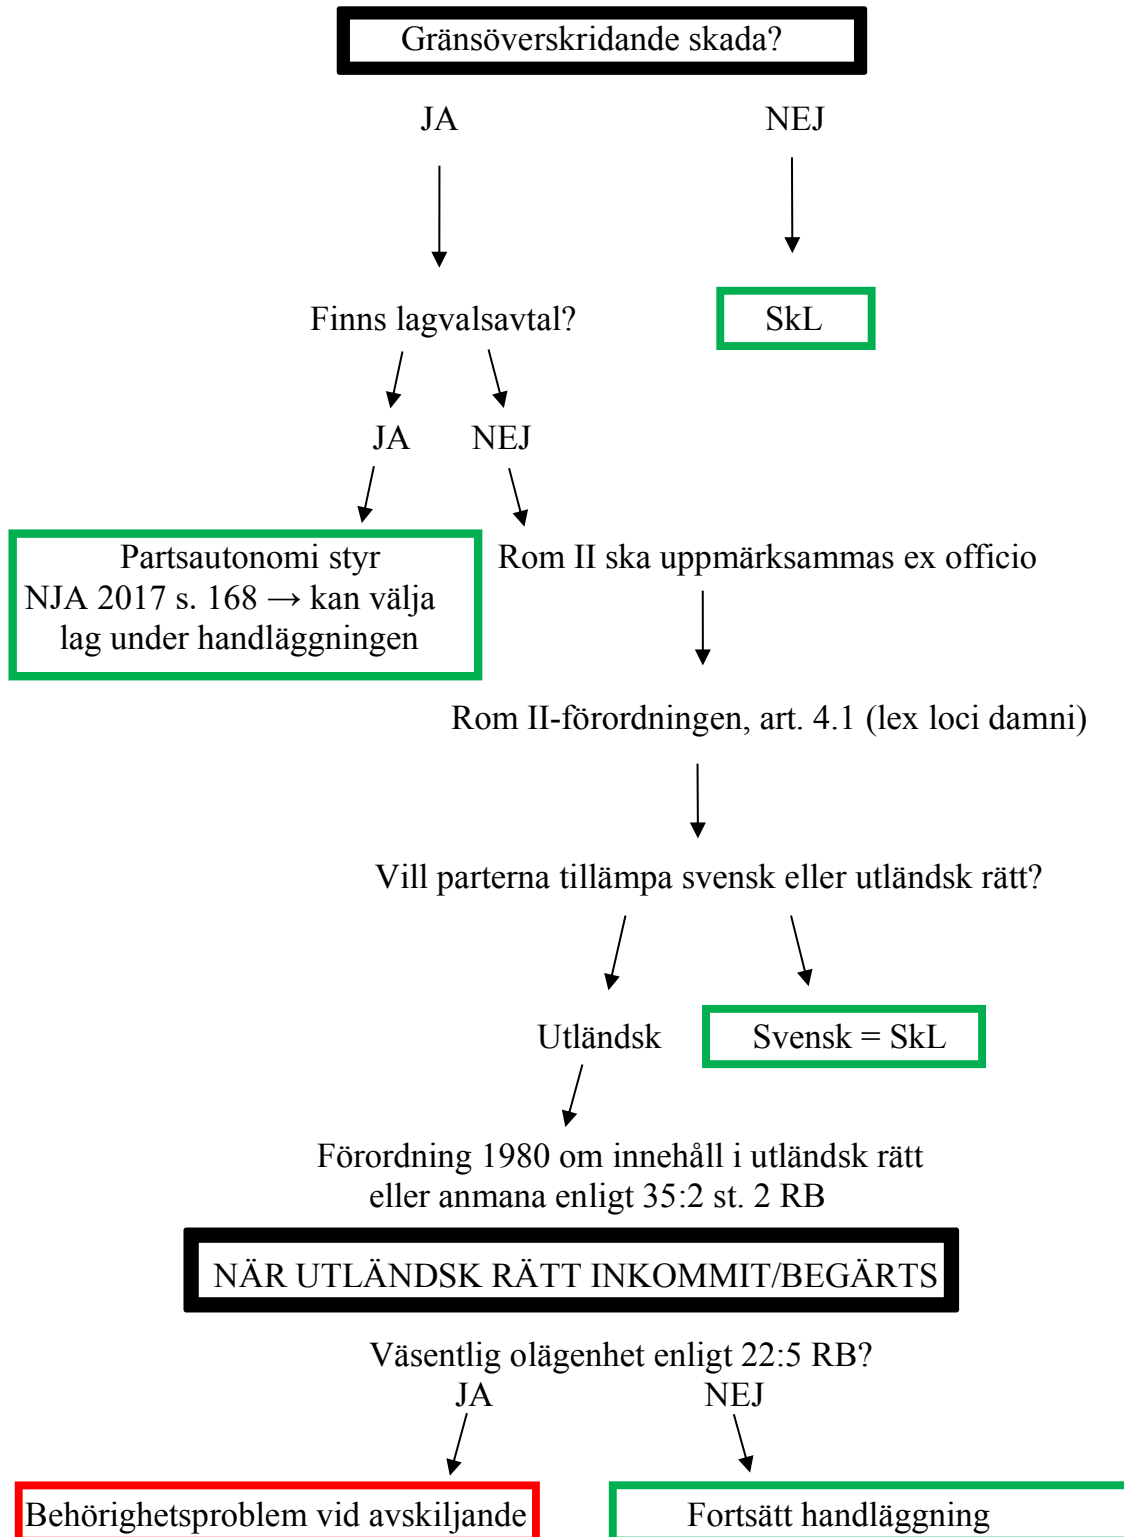 Gränsöverskridande skada?
JA
NEJ
Finns lagvalsavtal?
SkL
JA
NEJ
Partsautonomi styr
NJA 2017 s. 168 → kan välja
lag under handläggningen
Rom II ska uppmärksammas ex officio
Rom II-förordningen, art. 4.1 (lex loci damni)
Vill parterna tillämpa svensk eller utländsk rätt?
Utländsk
Svensk = SkL
Förordning 1980 om innehåll i utländsk rätt
eller anmana enligt 35:2 st. 2 RB
NÄR UTLÄNDSK RÄTT INKOMMIT/BEGÄRTS
Väsentlig olägenhet enligt 22:5 RB?
JA
NEJ
Behörighetsproblem vid avskiljande
Fortsätt handläggning